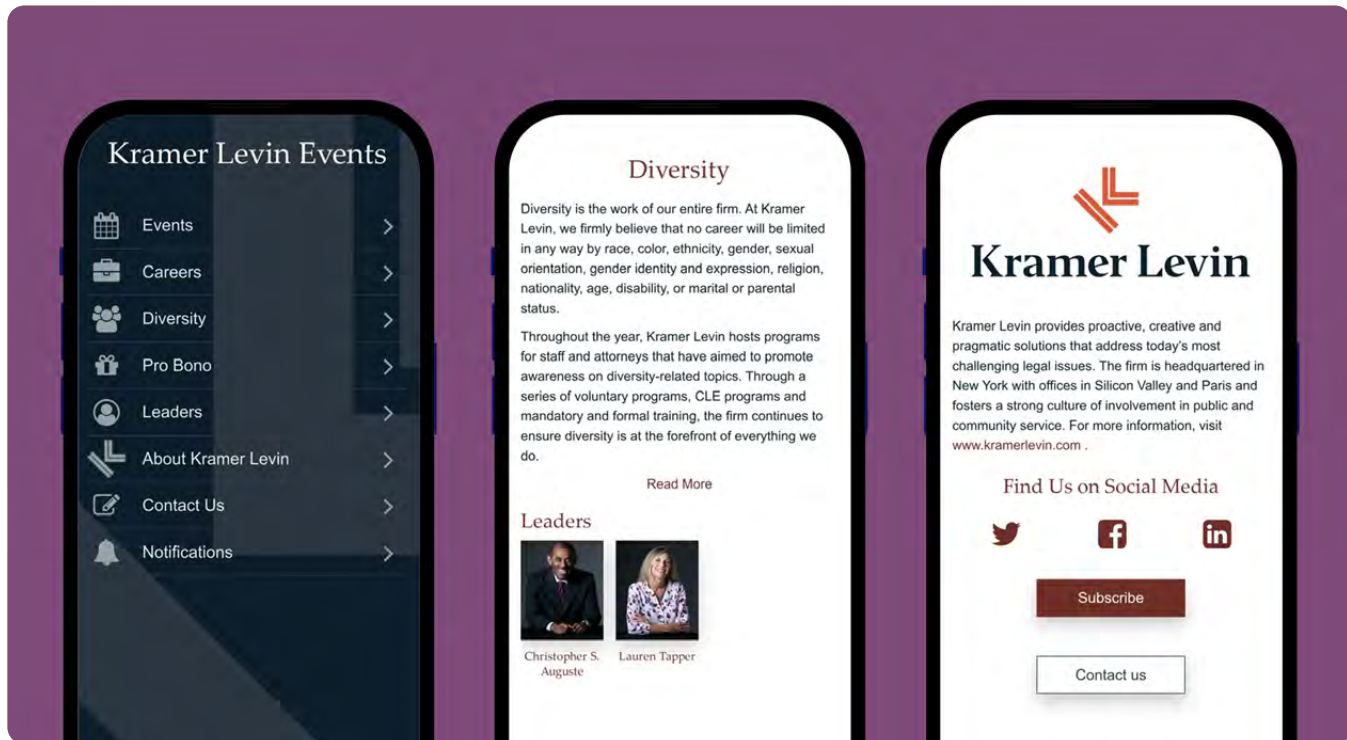 Kramer Levin Events
Events
Careers
Diversity
Pro Bono
Leaders
About Kramer Levin
Contact Us
Notifications
Diversity
Diversity is the work of our entire firm. At Kramer
Levin, we firmly believe that no career will be limited
in any way by race, color, ethnicity, gender, sexual
orientation, gender identity and expression, religion,
nationality, age, disability, or marital or parental
status.
Throughout the year, Kramer Levin hosts programs
for staff and attorneys that have aimed to promote
awareness on diversity-related topics. Through a
series of voluntary programs, CLE programs and
mandatory and formal training, the firm continues to
ensure diversity is at the forefront of everything we
do.
Read More
Leaders
Christopher S.
Auguste
Lauren Tapper
Kramer Levin
Kramer Levin provides proactive, creative and
pragmatic solutions that address today's most
challenging legal issues. The firm is headquartered in
New York with offices in Silicon Valley and Paris and
fosters a strong culture of involvement in public and
community service. For more information, visit
www.kramerlevin.com .
Find Us on Social Media
Subscribe
Contact us